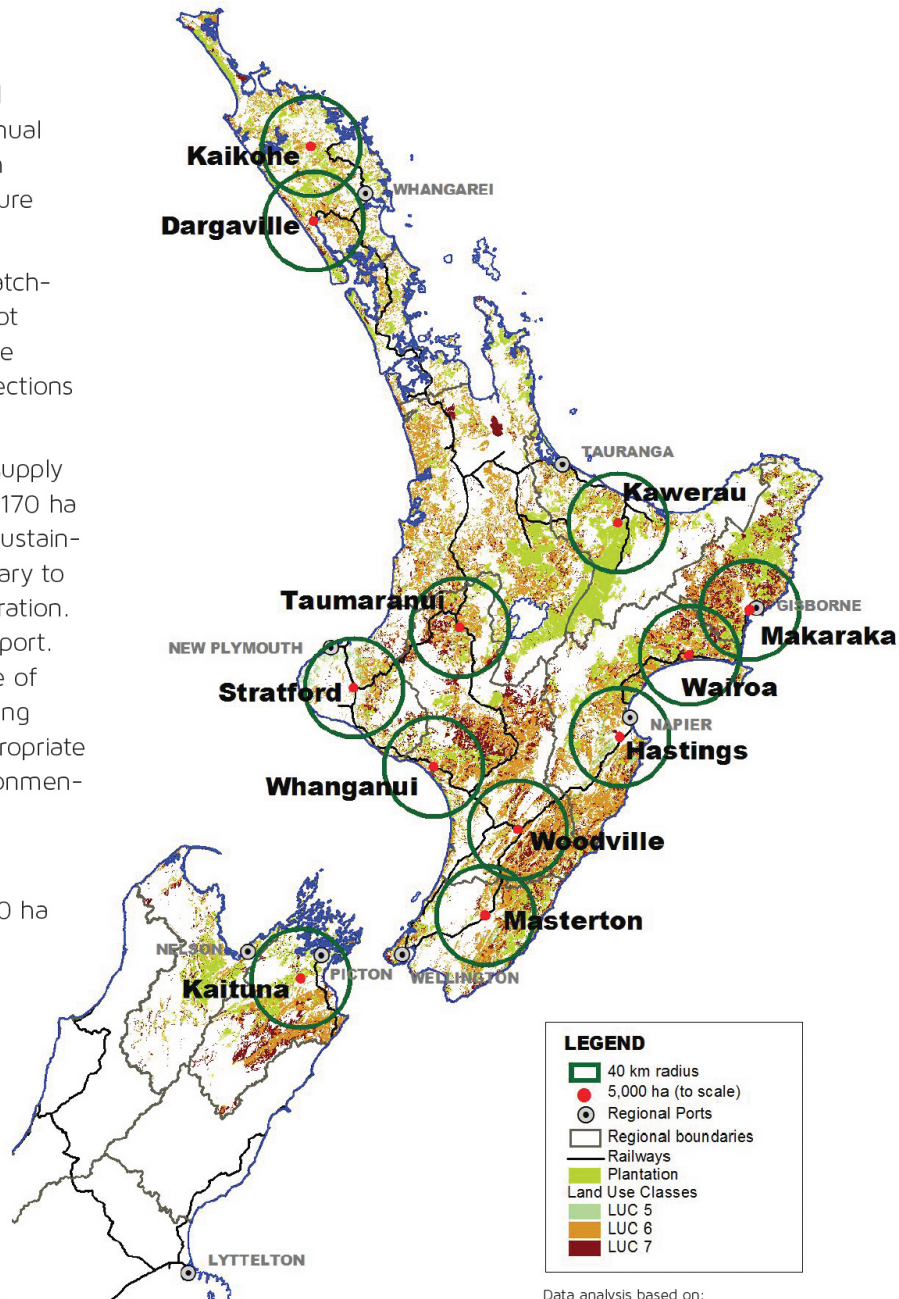 nual
ure
atch-
ot
e
ections
supply
170 ha
ustain-
ary to
ration.
port.
e of
ing
propriate
onmen-
0 ha
Kaikohe
WHANGAREI
Dargaville
TAURANGA
Kawerau
Taumaranui
GISBORNE
Makaraka
NEW PLYMOUTH
Stratford
Wairoa
NAPIER
Hastings
Whanganui
Woodville
Masterton
NELSON
PICTON
WELLINGTON
Kaituna
LYTTELTON
LEGEND
40 km radius
5,000 ha (to scale)
Regional Ports
Regional boundaries
Railways
Plantation
Land Use Classes
LUC 5
LUC 6
LUC 7
Data analysis based on: